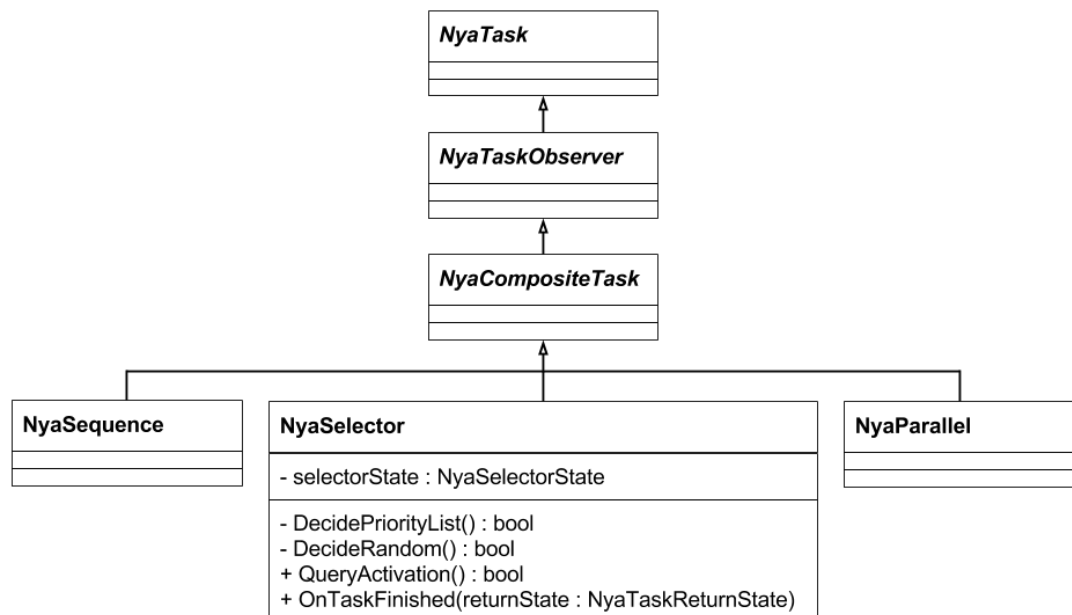 NyaTask
NyaTaskObserver
NyaCompositeTask
NyaSequence
NyaSelector
- selectorState : NyaSelectorState
- DecidePriorityList() : bool
- DecideRandom() : bool
+ QueryActivation() : bool
+ OnTaskFinished(returnState : NyaTaskReturnState)
NyaParallel